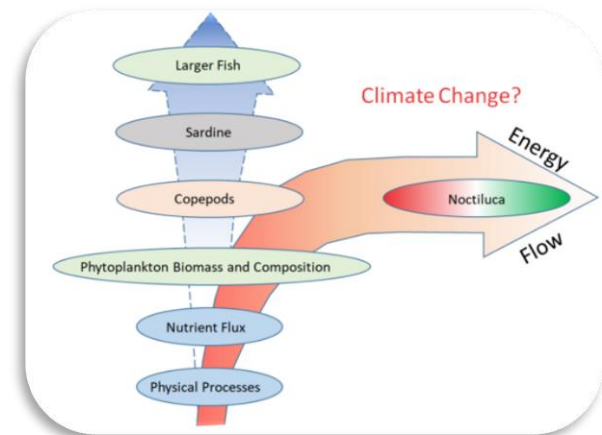 Larger Fish
Climate Change?
Sardine
Energy
Copepods
Noctiluca
Flow
Phytoplankton Biomass and Composition
Nutrient Flux
Physical Processes